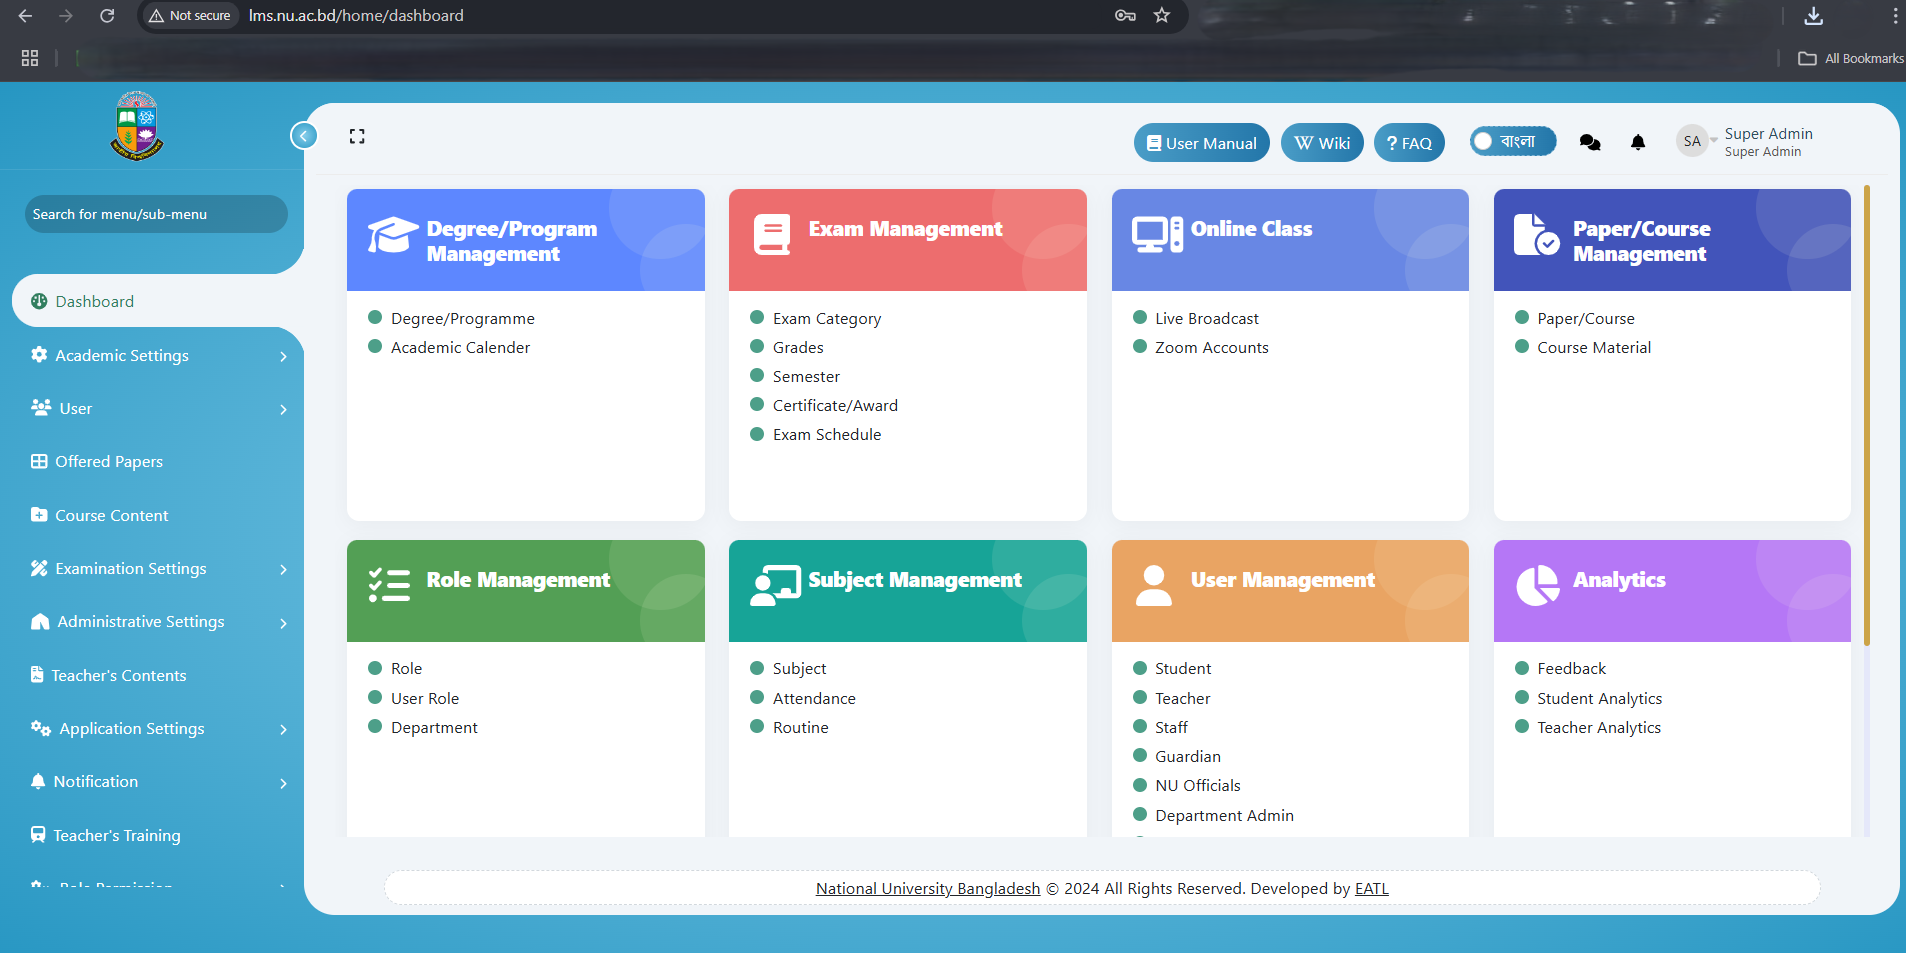 Not secure
lms.nu.ac.bd/home/dashboard
All Bookmarks
User Manual
Wiki
FAQ
বাংলা
SA
Super Admin
Super Admin
Search for menu/sub-menu
Dashboard
Academic Settings
User
Offered Papers
Course Content
Examination Settings
Administrative Settings
Teacher's Contents
Application Settings
Notification
Teacher's Training
Role Permission
Degree/Program
Management
Degree/Programme
Academic Calender
Exam Management
Exam Category
Grades
Semester
Certificate/Award
Exam Schedule
Online Class
Live Broadcast
Zoom Accounts
Paper/Course
Management
Paper/Course
Course Material
Role Management
Role
User Role
Department
Subject Management
Subject
Attendance
Routine
User Management
Student
Teacher
Staff
Guardian
NU Officials
Department Admin
Analytics
Feedback
Student Analytics
Teacher Analytics
National University Bangladesh © 2024 All Rights Reserved. Developed by EATL